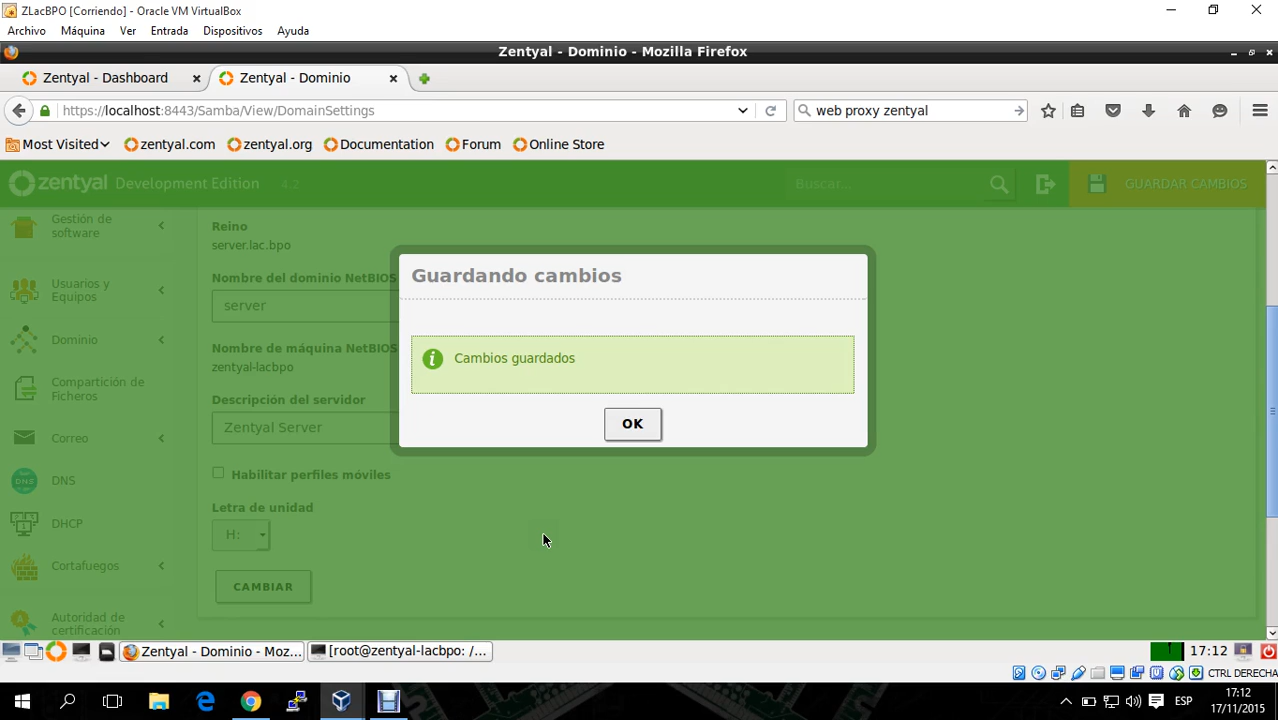 ZLacBPO [Corriendo] - Oracle VM VirtualBox
Archivo Máquina Ver Entrada Dispositivos Ayuda
Zentyal - Dominio - Mozilla Firefox
Zentyal - Dashboard
Zentyal - Dominio
https://localhost:8443/Samba/View/DomainSettings
web proxy zentyal
Most Visited zentyal.com zentyal.org Documentation Forum Online Store
zentyal Development Edition 4.2
Buscar...
GUARDAR CAMBIOS
Gestión de
software
Usuarios y
Equipos
Dominio
Compartición de
Ficheros
Correo
DNS
DNS
DHCP
Cortafuegos
Autoridad de
certificación
Reino
server.lac.bpo
Nombre del dominio NetBIOS
server
Nombre de máquina NetBIOS
zentyal-lacbpo
Descripción del servidor
Zentyal Server
Habilitar perfiles móviles
Letra de unidad
H:
CAMBIAR
Guardando cambios
i
Cambios guardados
OK
Zentyal - Dominio - Moz...
[root@zentyal-lacbpo: /...
17:12
CTRL DERECHA
ESP
17:12
17/11/2015